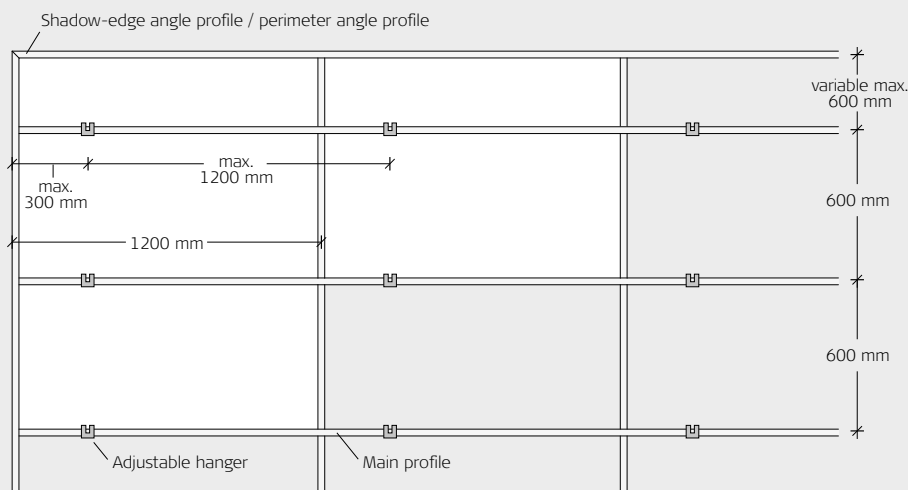 Shadow-edge angle profile / perimeter angle profile
variable max.
600 mm
max.
1200 mm
max.
300 mm
600 mm
1200 mm
600 mm
Adjustable hanger
Main profile